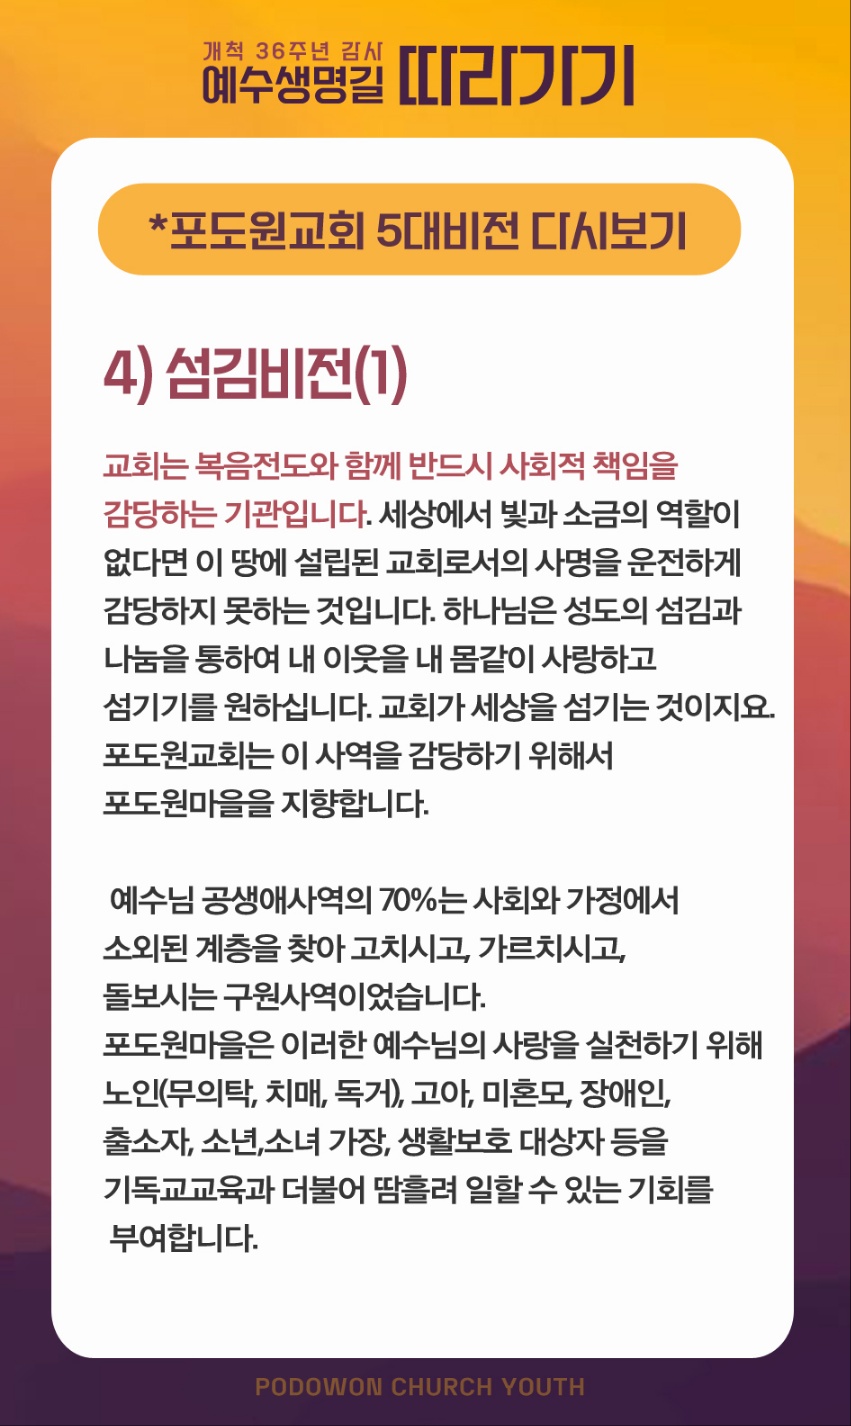 개척 36주년 감사
예수생명길 따라가기
*포도원교회 5대비전 다시보기
4) 섬김비전(1)
교회는 복음전도와 함께 반드시 사회적 책임을
감당하는 기관입니다. 세상에서 빛과 소금의 역할이
없다면 이 땅에 설립된 교회로서의 사명을 운전하게
감당하지 못하는 것입니다. 하나님은 성도의 섬김과
나눔을 통하여 내 이웃을 내 몸같이 사랑하고
섬기기를 원하십니다. 교회가 세상을 섬기는 것이지요.
포도원교회는 이 사역을 감당하기 위해서
포도원마을을 지향합니다.
예수님 공생애사역의 70%는 사회와 가정에서
소외된 계층을 찾아 고치시고, 가르치시고,
돌보시는 구원사역이었습니다.
포도원마을은 이러한 예수님의 사랑을 실천하기 위해
노인(무의탁, 치매, 독거), 고아, 미혼모, 장애인,
출소자, 소년,소녀 가장, 생활보호 대상자 등을
기독교교육과 더불어 땀흘려 일할 수 있는 기회를
부여합니다.
PODOWON CHURCH YOUTH